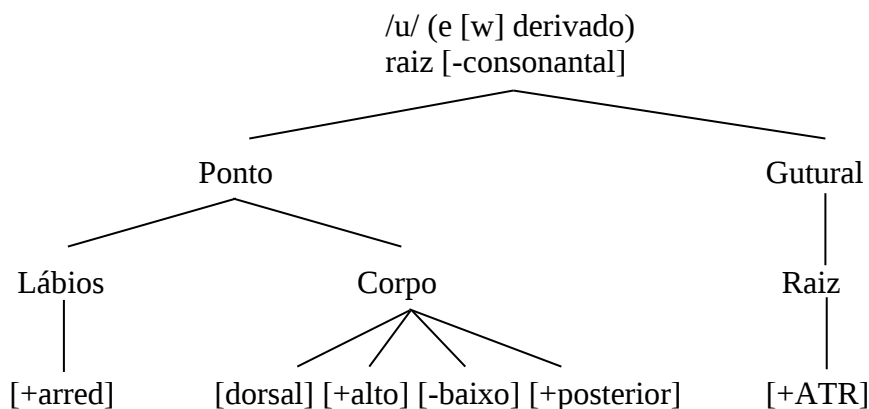 /u/ (e [w] derivado)
raiz [-consonantal]
Ponto Gutural
Lábios Corpo Raiz
[+arred] [dorsal] [+alto] [-baixo] [+posterior] [+ATR]